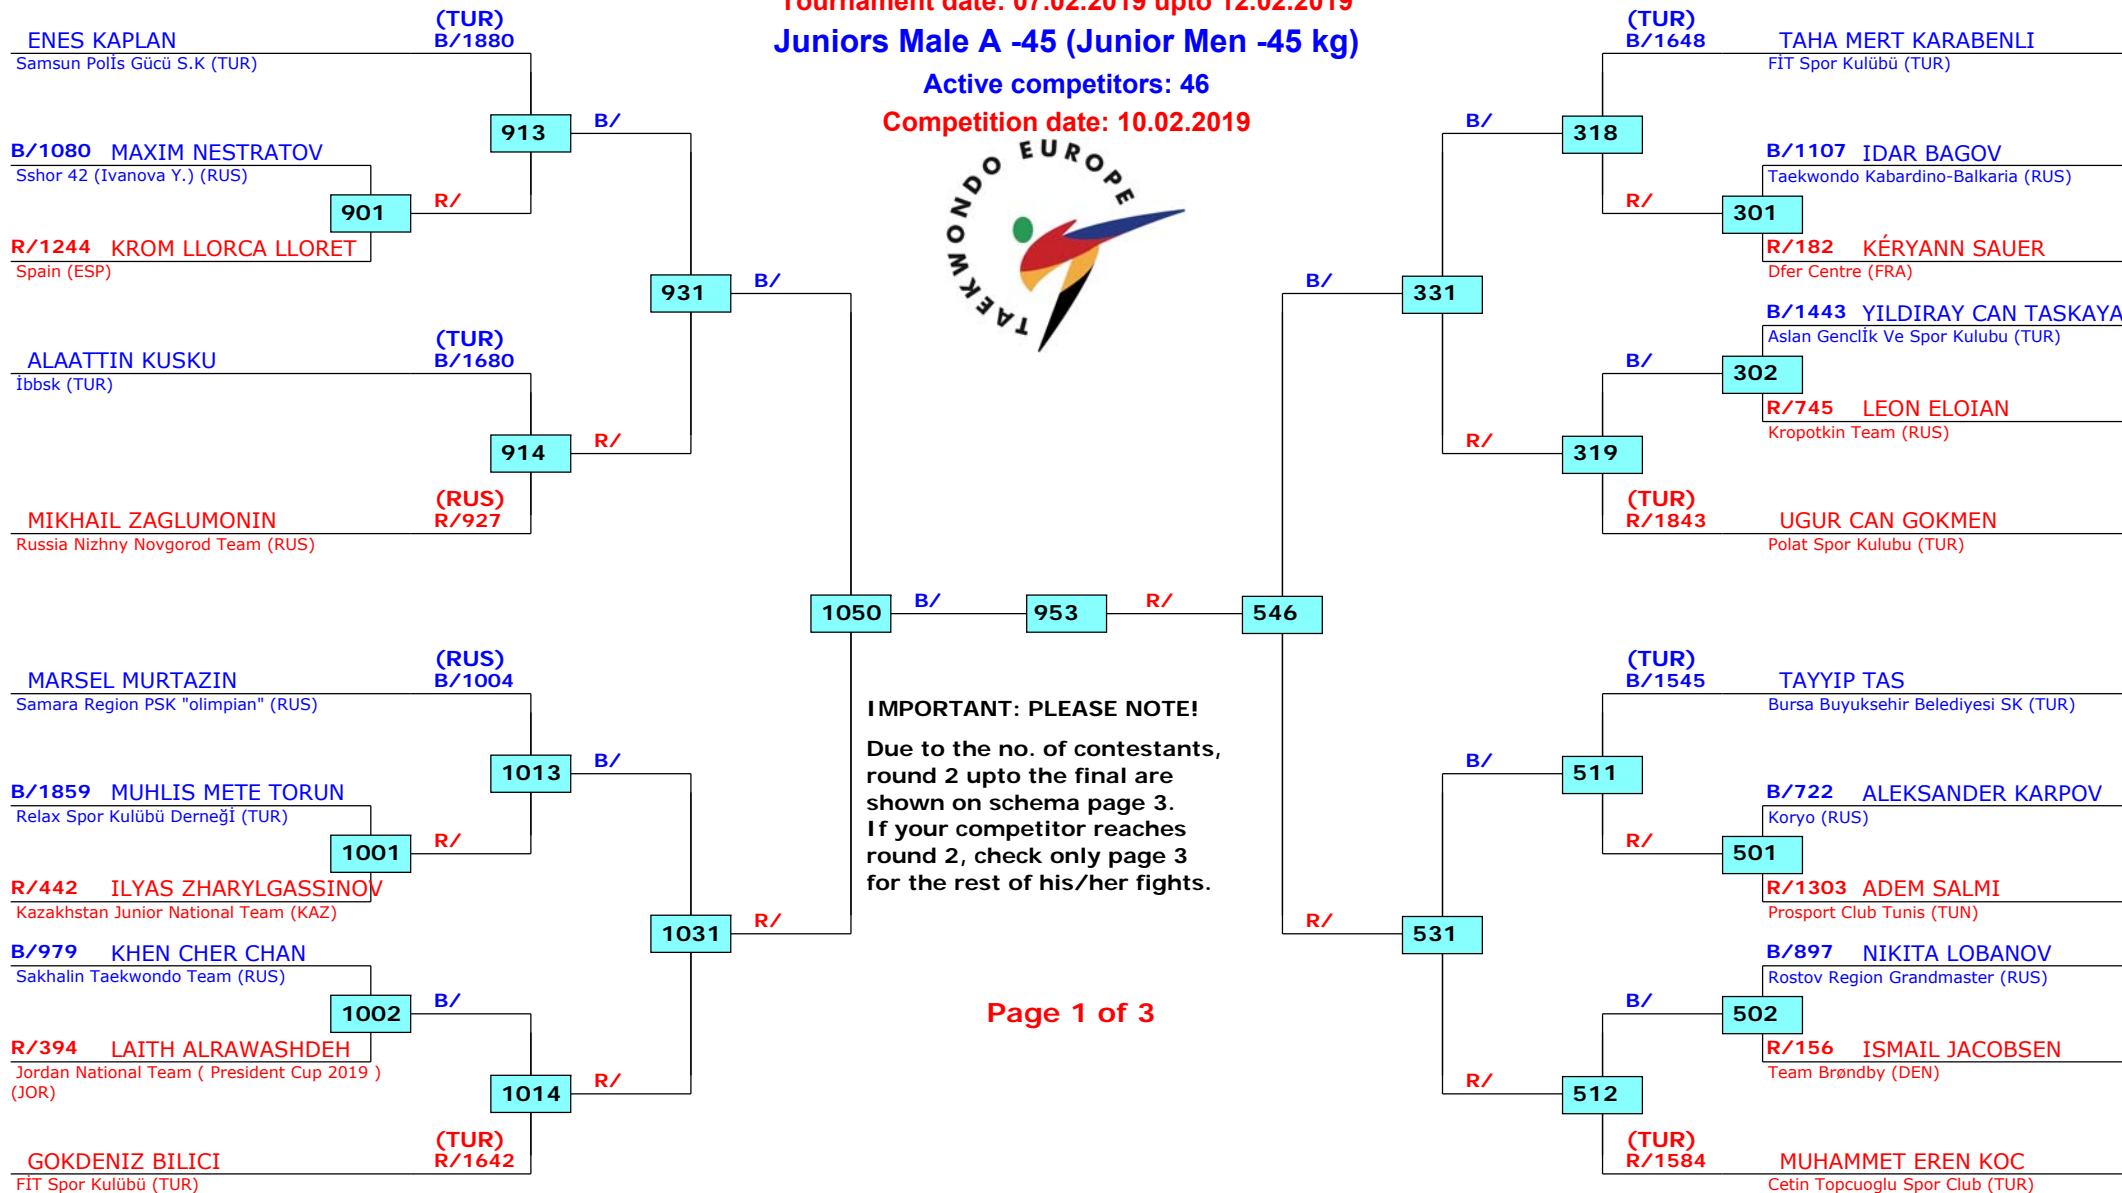 Tournament date: 07.02.2019 upto 12.02.2019
Juniors Male A -45 (Junior Men -45 kg)
Active competitors: 46
Competition date: 10.02.2019
TAEKWONDO EUROPE
(TUR)
ENES KAPLAN B/1880
Samsun Polİs Gücü S.K (TUR)
913
B/
B/1080 MAXIM NESTRATOV
Sshor 42 (Ivanova Y.) (RUS)
901
R/
R/1244 KROM LLORCA LLORET
Spain (ESP)
931
B/
(TUR)
ALAATTIN KUSKU B/1680
İbbsk (TUR)
914
R/
(RUS)
MIKHAIL ZAGLUMONIN R/927
Russia Nizhny Novgorod Team (RUS)
1050
B/
953
R/
546
(RUS)
MARSEL MURTAZIN B/1004
Samara Region PSK "olimpian" (RUS)
1013
B/
B/1859 MUHLIS METE TORUN
Relax Spor Kulübü Derneğİ (TUR)
1001
R/
R/442 ILYAS ZHARYLGASSINOV
Kazakhstan Junior National Team (KAZ)
1031
R/
B/979 KHEN CHER CHAN
Sakhalin Taekwondo Team (RUS)
1002
B/
R/394 LAITH ALRAWASHDEH
Jordan National Team ( President Cup 2019 )
(JOR)
1014
R/
(TUR)
GOKDENIZ BILICI R/1642
FİT Spor Kulübü (TUR)
IMPORTANT: PLEASE NOTE!
Due to the no. of contestants,
round 2 upto the final are
shown on schema page 3.
If your competitor reaches
round 2, check only page 3
for the rest of his/her fights.
Page 1 of 3
(TUR)
B/1648 TAHA MERT KARABENLI
FİT Spor Kulübü (TUR)
B/
318
B/1107 IDAR BAGOV
Taekwondo Kabardino-Balkaria (RUS)
R/
301
R/182 KÉRYANN SAUER
Dfer Centre (FRA)
B/
331
B/1443 YILDIRAY CAN TASKAYA
Aslan Genclİk Ve Spor Kulubu (TUR)
B/
302
R/745 LEON ELOIAN
Kropotkin Team (RUS)
R/
319
(TUR)
R/1843 UGUR CAN GOKMEN
Polat Spor Kulubu (TUR)
(TUR)
B/1545 TAYYIP TAS
Bursa Buyuksehir Belediyesi SK (TUR)
B/
511
B/722 ALEKSANDER KARPOV
Koryo (RUS)
R/
501
R/1303 ADEM SALMI
Prosport Club Tunis (TUN)
R/
531
B/897 NIKITA LOBANOV
Rostov Region Grandmaster (RUS)
B/
502
R/156 ISMAIL JACOBSEN
Team Brøndby (DEN)
R/
512
(TUR)
R/1584 MUHAMMET EREN KOC
Cetin Topcuoglu Spor Club (TUR)